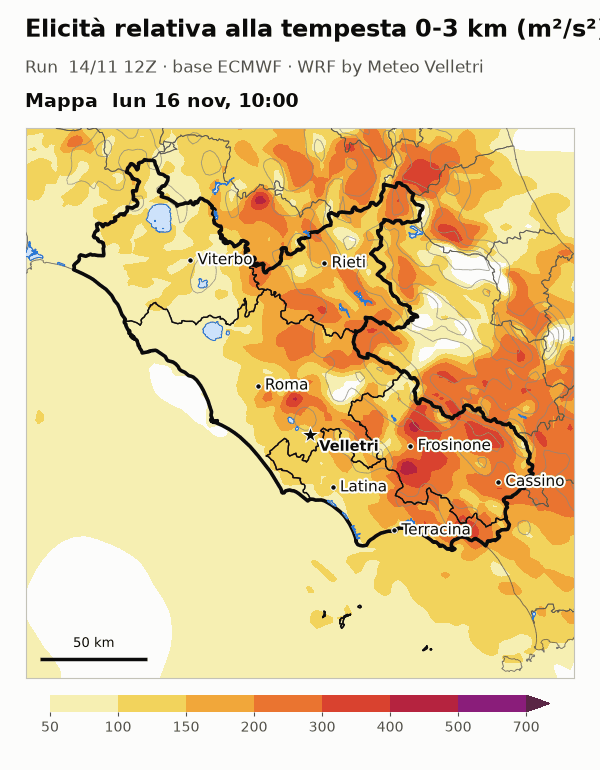 Elicità relativa alla tempesta 0-3 km (m²/s²)
Run  14/11 12Z · base ECMWF · WRF by Meteo Velletri
Mappa  lun 16 nov, 10:00
Viterbo
Rieti
Roma
Velletri
Frosinone
Latina
Cassino
Terracina
50 km
50 100 150 200 300 400 500 700